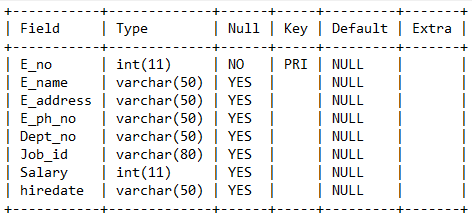 +-----------+-------------+------+-----+---------+-------+
| Field     | Type        | Null | Key | Default | Extra |
+-----------+-------------+------+-----+---------+-------+
| E_no      | int(11)     | NO   | PRI | NULL    |       |
| E_name    | varchar(50) | YES  |     | NULL    |       |
| E_address | varchar(50) | YES  |     | NULL    |       |
| E_ph_no   | varchar(50) | YES  |     | NULL    |       |
| Dept_no   | varchar(50) | YES  |     | NULL    |       |
| Job_id    | varchar(80) | YES  |     | NULL    |       |
| Salary    | int(11)     | YES  |     | NULL    |       |
| hiredate  | varchar(50) | YES  |     | NULL    |       |
+-----------+-------------+------+-----+---------+-------+